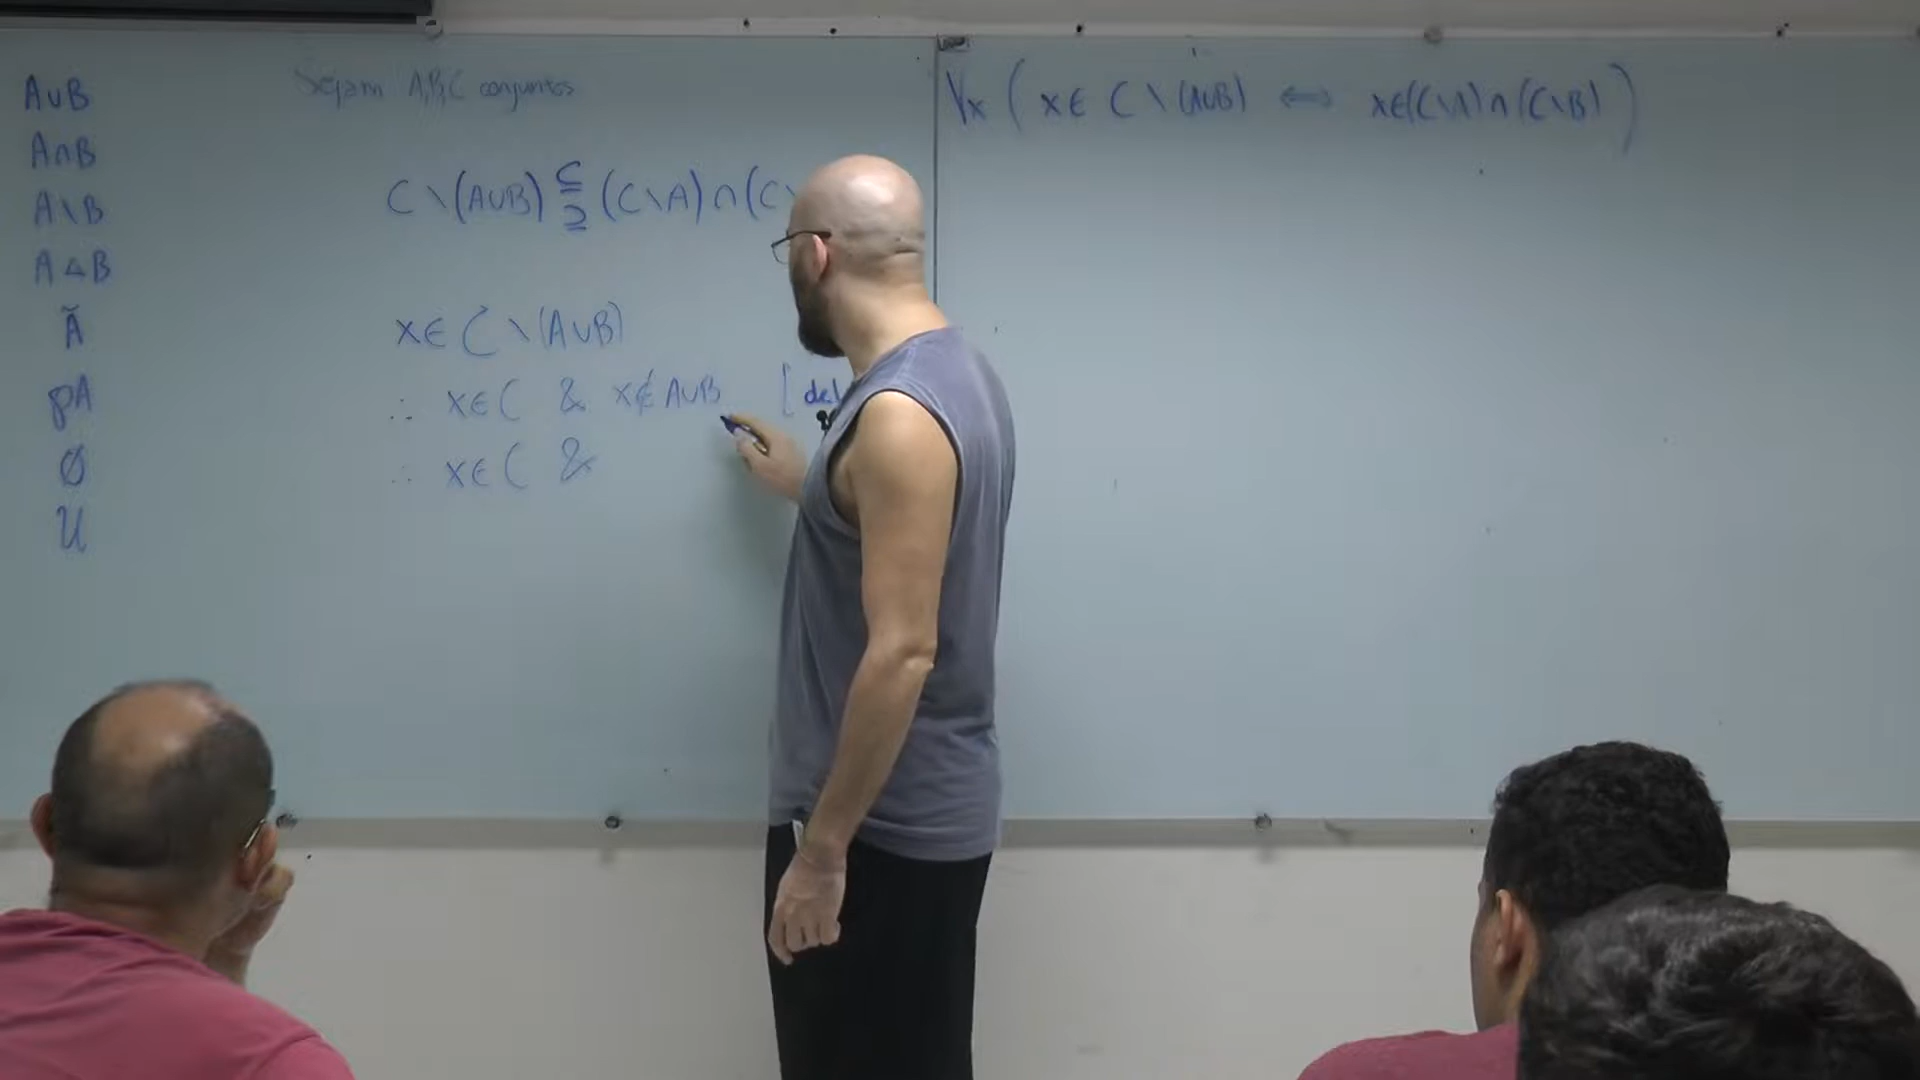 A∪B
A∩B
A\B
A△B
Ã
℘A
∅
U
Sejam A,B,C conjuntos
C \ (A∪B) ⊆ ⊇ (C\A) ∩ (C\
x∈ C \ (A∪B)
∴ x∈C & x∉A∪B [def
∴ x∈C &
∀x ( x∈ C \ (A∪B) ⟺ x∈(C\A)∩(C\B) )